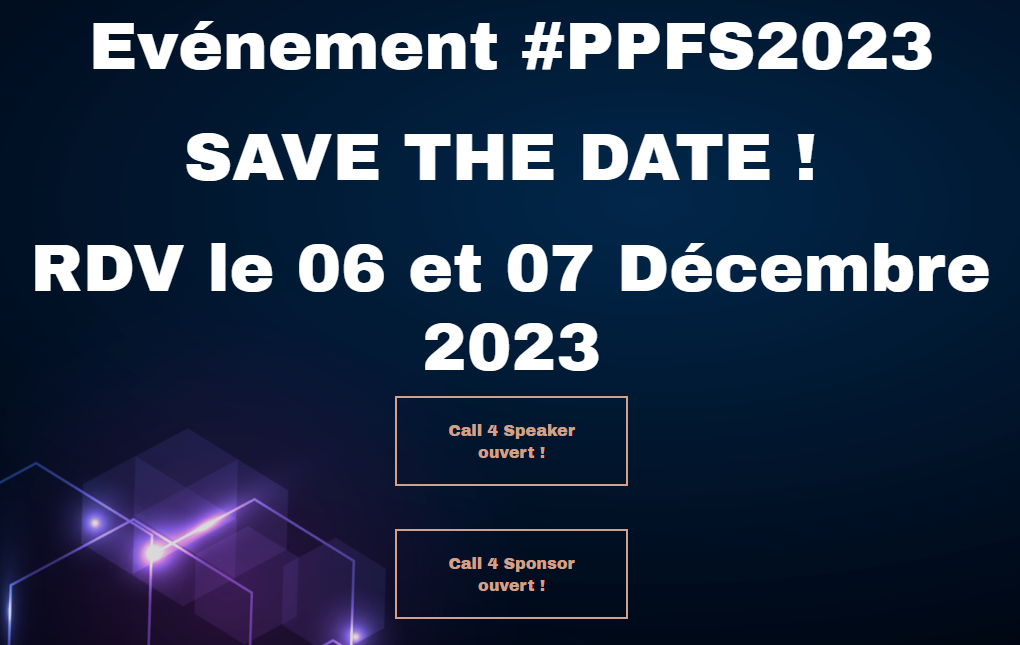 Evénement #PPFS2023
SAVE THE DATE !
RDV le 06 et 07 Décembre
2023
Call 4 Speaker
ouvert !
Call 4 Sponsor
ouvert !